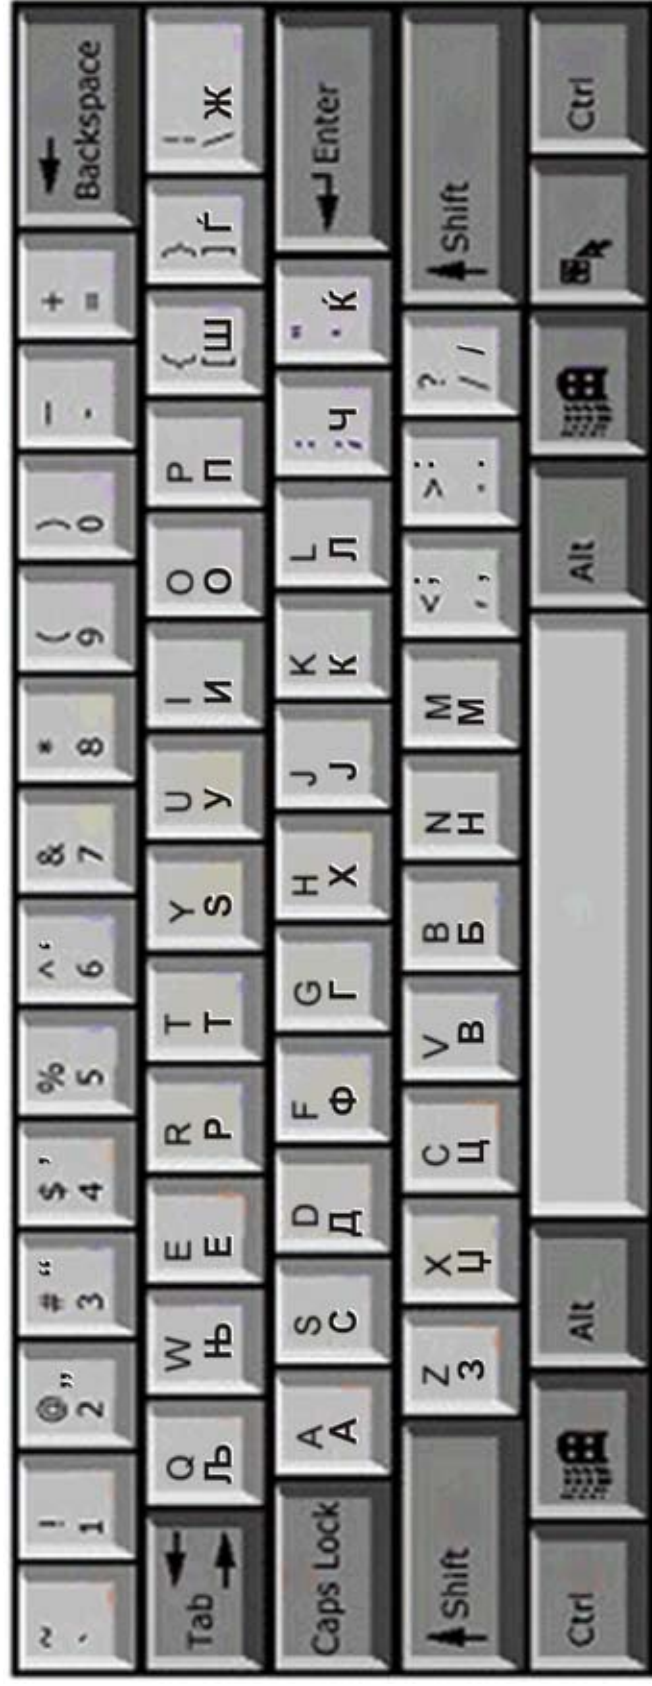 ~ ! @ „ # “ $ ’ % ^ ‘ & * ( ) — +
` 1 2 3 4 5 6 7 8 9 0 - = Backspace
Q W E R T Y U I O P { } ¦
Tab Љ Њ Е Р Т Ѕ У И О П [Ш ]Ѓ \Ж
A S D F G H J K L : "
Caps Lock А С Д Ф Г Х Ј К Л ;Ч 'Ќ Enter
Z X C V B N M <; >: ?
Shift З Џ Ц В Б Н М , , . . / / Shift
Ctrl Alt Alt Ctrl